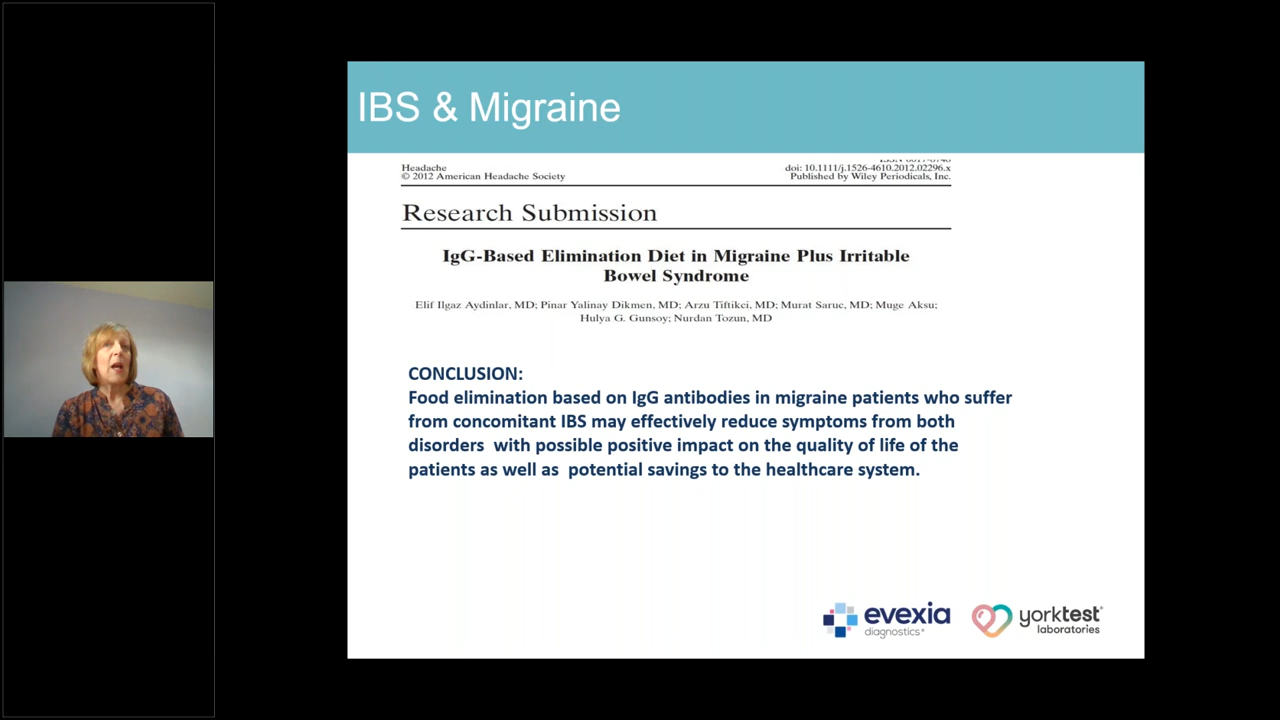 IBS & Migraine
Headache
© 2012 American Headache Society
doi: 10.1111/j.1526-4610.2012.02296.x
Published by Wiley Periodicals, Inc.
Research Submission
IgG-Based Elimination Diet in Migraine Plus Irritable
Bowel Syndrome
Elif Ilgaz Aydinlar, MD; Pinar Yalinay Dikmen, MD; Arzu Tiftikci, MD; Murat Saruc, MD; Muge Aksu;
Hulya G. Gunsoy; Nurdan Tozun, MD
CONCLUSION:
Food elimination based on IgG antibodies in migraine patients who suffer
from concomitant IBS may effectively reduce symptoms from both
disorders with possible positive impact on the quality of life of the
patients as well as potential savings to the healthcare system.
evexia
diagnostics
yorktest
laboratories